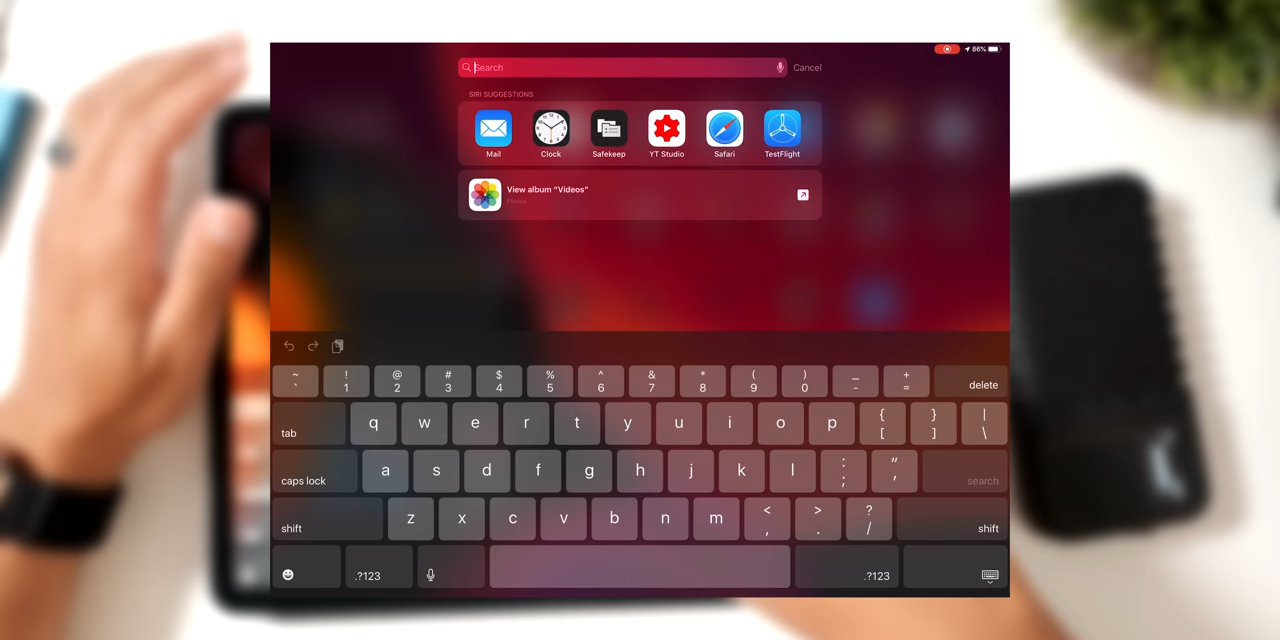 86%
Search Cancel
SIRI SUGGESTIONS
Mail Clock Safekeep YT Studio Safari TestFlight
View album “Videos”
Photos
~ ! @ # $ % ^ & * ( ) _ +
` 1 2 3 4 5 6 7 8 9 0 - = delete
tab q w e r t y u i o p { [ } ] | \
caps lock a s d f g h j k l : ; " ' search
shift z x c v b n m < , > . ? / shift
.?123 .?123